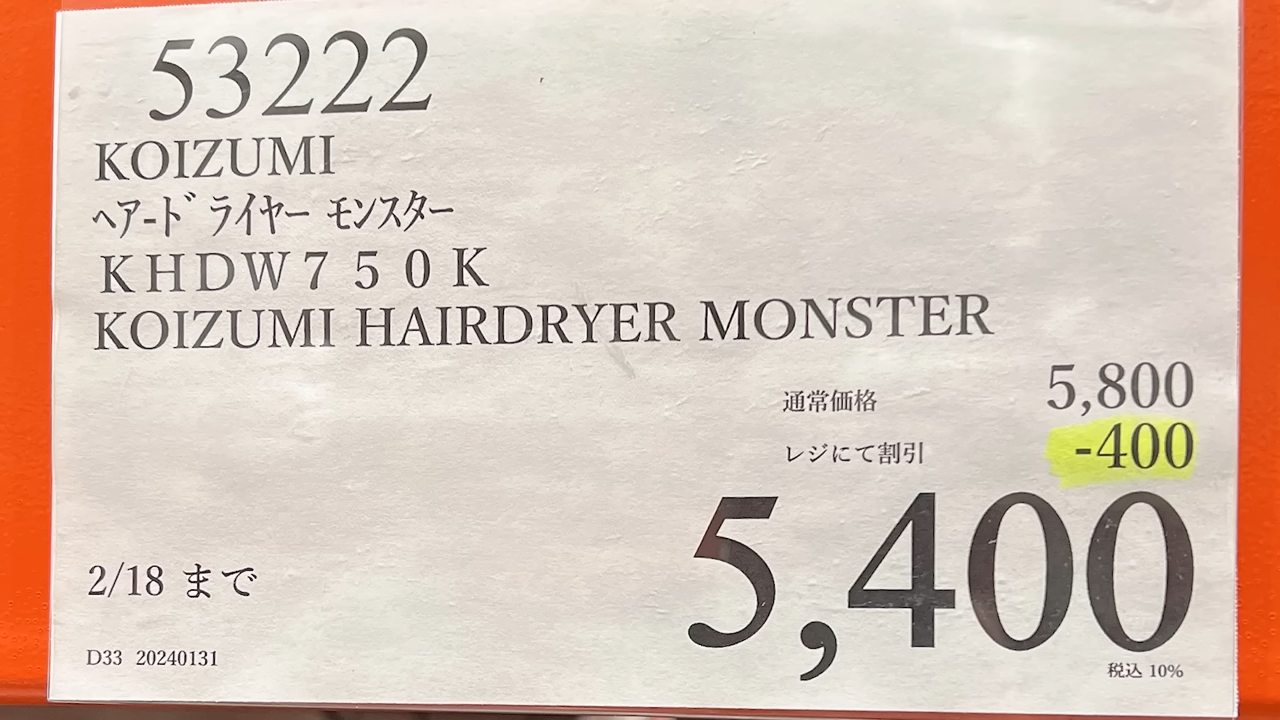 53222
KOIZUMI
ﾍｱｰﾄﾞﾗｲﾔｰ ﾓﾝｽﾀｰ
ＫＨＤＷ７５０Ｋ
KOIZUMI HAIRDRYER MONSTER
通常価格 5,800
レジにて割引 -400
5,400
2/18 まで
税込 10%
D33 20240131